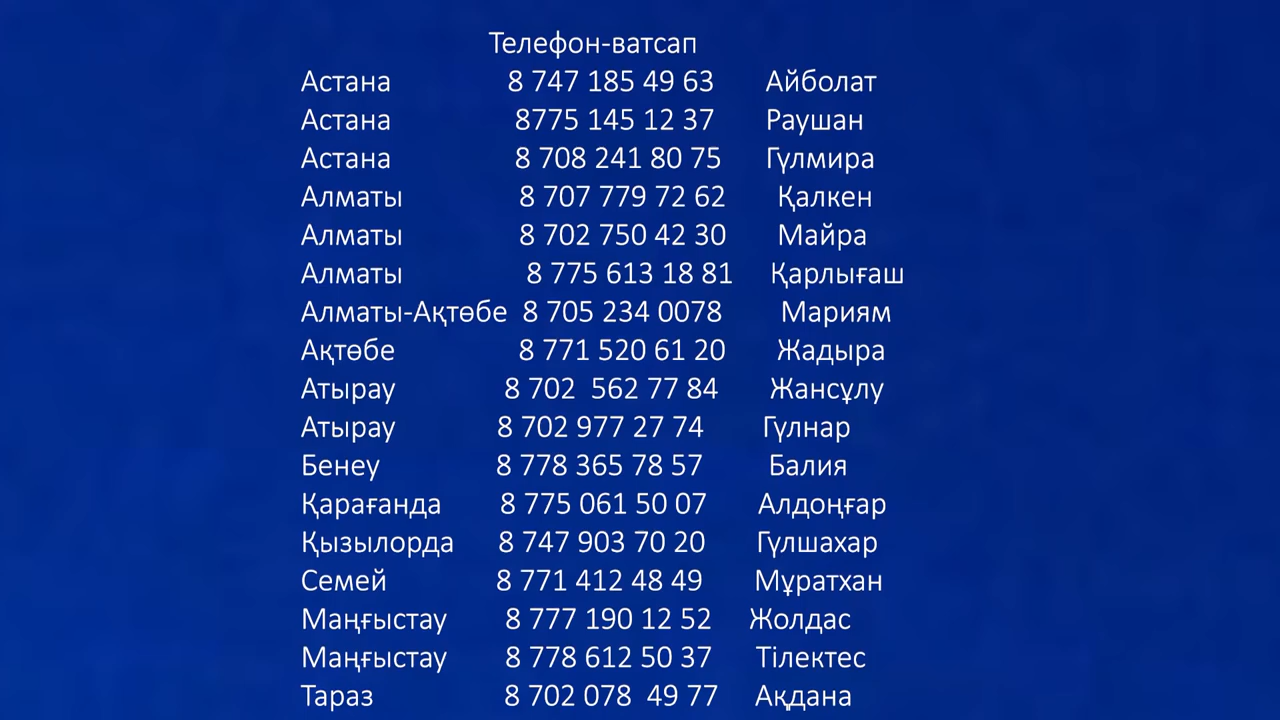 Телефон-ватсап
Астана 8 747 185 49 63 Айболат
Астана 8775 145 12 37 Раушан
Астана 8 708 241 80 75 Гүлмира
Алматы 8 707 779 72 62 Қалкен
Алматы 8 702 750 42 30 Майра
Алматы 8 775 613 18 81 Қарлығаш
Алматы-Ақтөбе 8 705 234 0078 Мариям
Ақтөбе 8 771 520 61 20 Жадыра
Атырау 8 702 562 77 84 Жансұлу
Атырау 8 702 977 27 74 Гүлнар
Бенеу 8 778 365 78 57 Балия
Қарағанда 8 775 061 50 07 Алдоңғар
Қызылорда 8 747 903 70 20 Гүлшахар
Семей 8 771 412 48 49 Мұратхан
Маңғыстау 8 777 190 12 52 Жолдас
Маңғыстау 8 778 612 50 37 Тілектес
Тараз 8 702 078 49 77 Ақдана